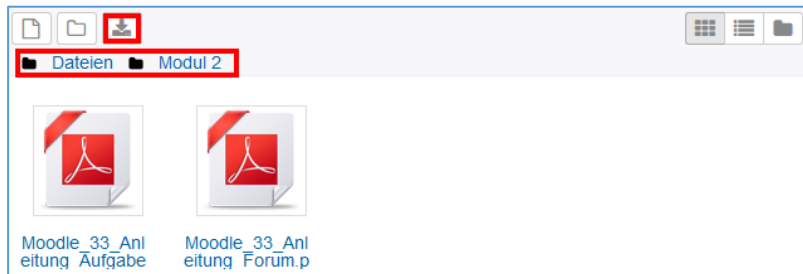 Dateien Modul 2
Moodle_33_Anl Moodle_33_Anl
eitung_Aufgabe eitung_Forum.p